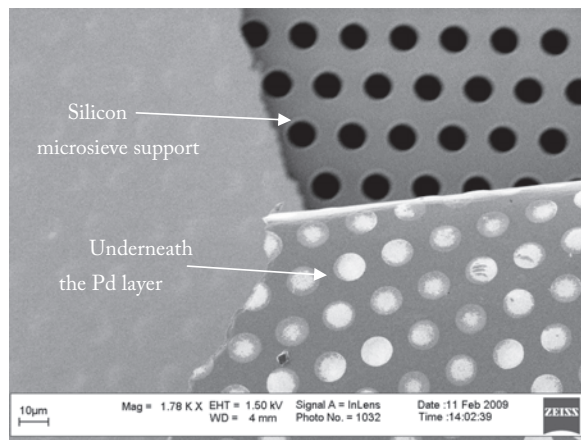 Silicon
microsieve support
Underneath
the Pd layer
10µm
Mag = 1.78 K X EHT = 1.50 kV Signal A = InLens Date :11 Feb 2009
WD = 4 mm Photo No. = 1032 Time :14:02:39
ZEISS